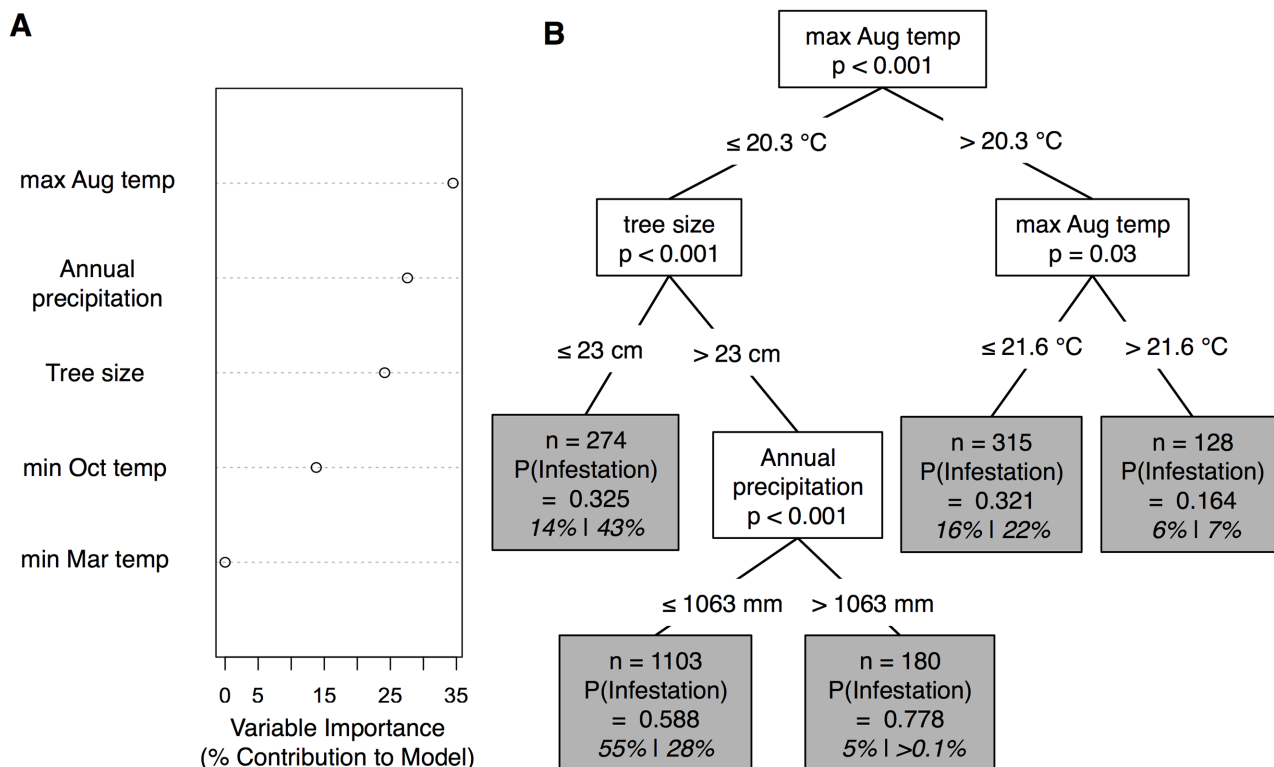 A
max Aug temp
Annual
precipitation
Tree size
min Oct temp
min Mar temp
0 5 15 25 35
Variable Importance
(% Contribution to Model)
B
max Aug temp
p < 0.001
≤ 20.3 °C
> 20.3 °C
tree size
p < 0.001
max Aug temp
p = 0.03
≤ 23 cm
> 23 cm
≤ 21.6 °C
> 21.6 °C
n = 274
P(Infestation)
= 0.325
14% | 43%
Annual
precipitation
p < 0.001
n = 315
P(Infestation)
= 0.321
16% | 22%
n = 128
P(Infestation)
= 0.164
6% | 7%
≤ 1063 mm
> 1063 mm
n = 1103
P(Infestation)
= 0.588
55% | 28%
n = 180
P(Infestation)
= 0.778
5% | >0.1%